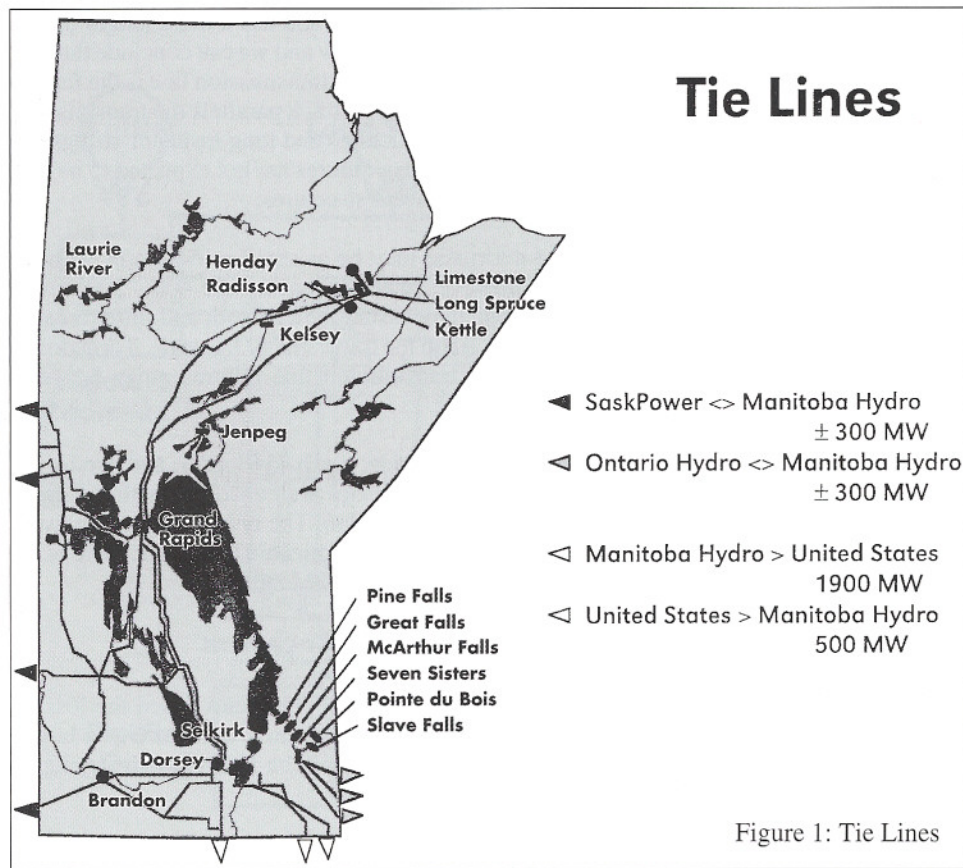 Tie Lines
Laurie
River
Henday
Radisson
Limestone
Long Spruce
Kettle
Kelsey
Jenpeg
Grand
Rapids
SaskPower <> Manitoba Hydro
± 300 MW
Ontario Hydro <> Manitoba Hydro
± 300 MW
Manitoba Hydro > United States
1900 MW
United States > Manitoba Hydro
500 MW
Pine Falls
Great Falls
McArthur Falls
Seven Sisters
Pointe du Bois
Slave Falls
Selkirk
Dorsey
Brandon
Figure 1: Tie Lines